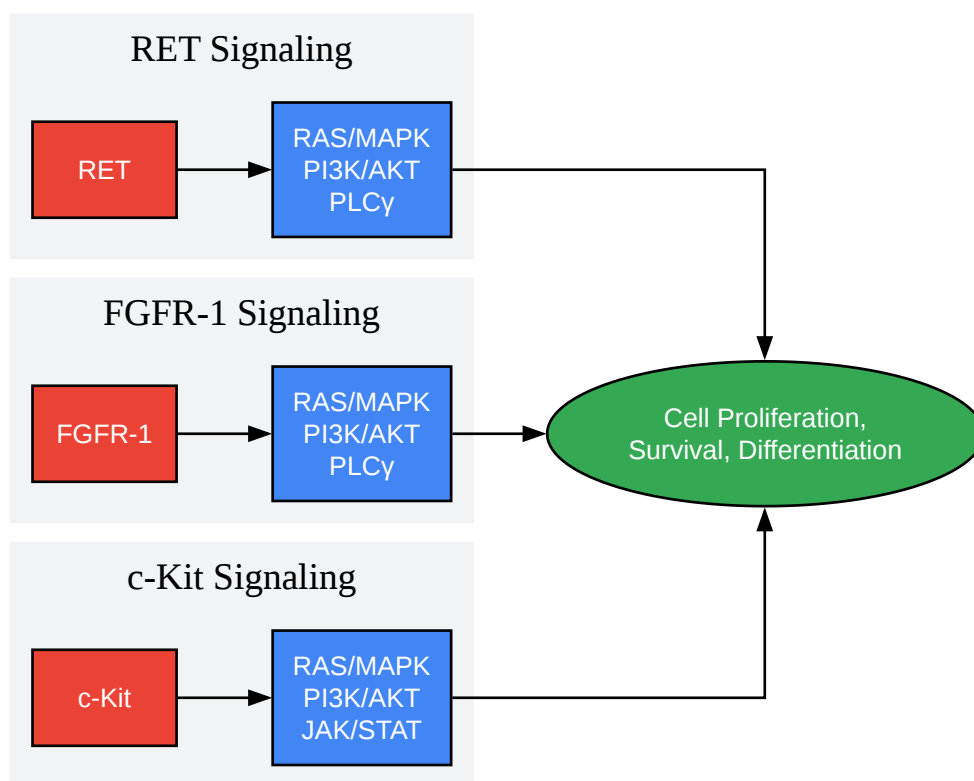 RET Signaling
RET
RAS/MAPK
PI3K/AKT
PLCγ
FGFR-1 Signaling
FGFR-1
RAS/MAPK
PI3K/AKT
PLCγ
Cell Proliferation,
Survival, Differentiation
c-Kit Signaling
c-Kit
RAS/MAPK
PI3K/AKT
JAK/STAT